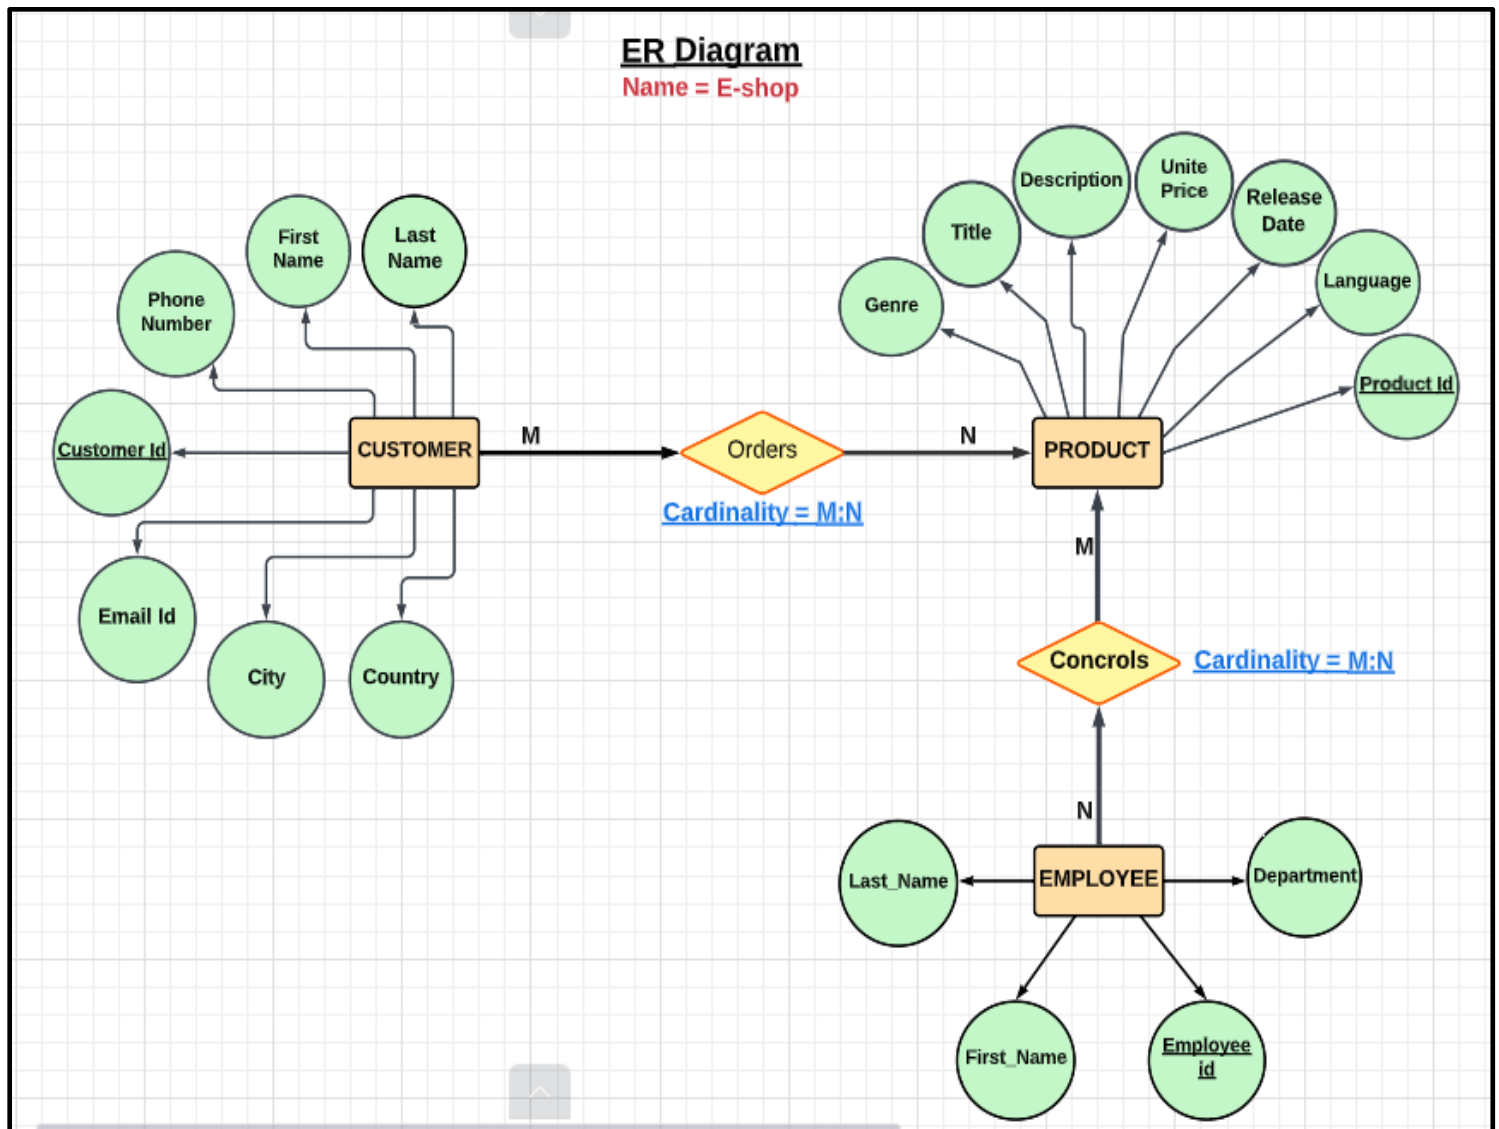 ER Diagram
Name = E-shop
First
Name
Last
Name
Phone
Number
Customer Id
CUSTOMER
Email Id
City
Country
M
Orders
N
Cardinality = M:N
Genre
Title
Description
Unite
Price
Release
Date
Language
Product Id
PRODUCT
M
Concrols
Cardinality = M:N
N
EMPLOYEE
Last_Name
Department
First_Name
Employee
id